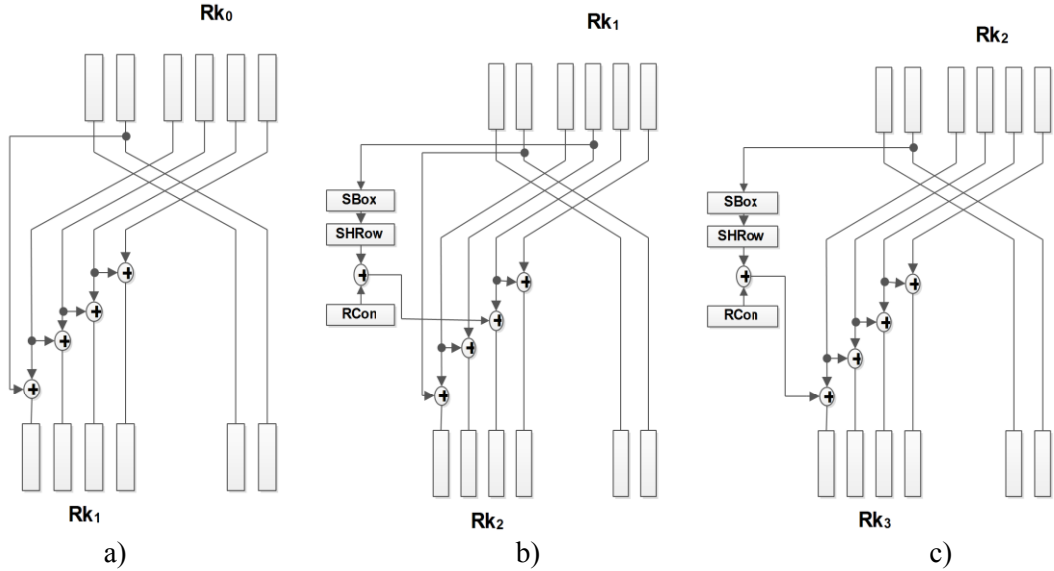 Rk₀
Rk₁
Rk₂
SBox
SHRow
RCon
SBox
SHRow
RCon
Rk₁
Rk₂
Rk₃
a)
b)
c)